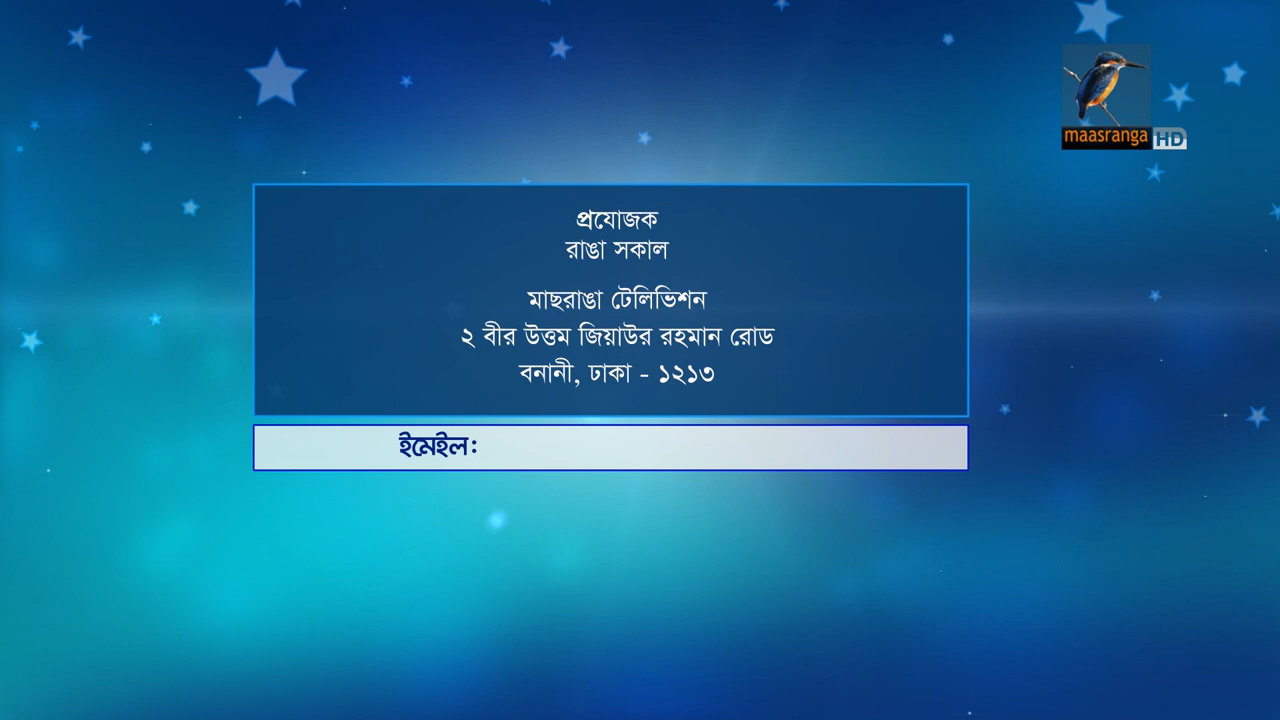 maasranga HD
প্রযোজক
রাঙা সকাল
মাছরাঙা টেলিভিশন
২ বীর উত্তম জিয়াউর রহমান রোড
বনানী, ঢাকা - ১২১৩
ইমেইল: